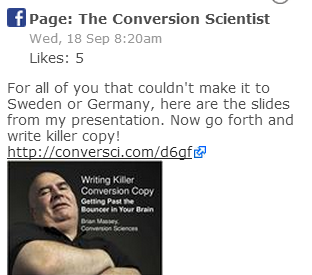 Page: The Conversion Scientist
Wed, 18 Sep 8:20am
Likes: 5
For all of you that couldn't make it to
Sweden or Germany, here are the slides
from my presentation. Now go forth and
write killer copy!
http://conversci.com/d6gf
Writing Killer
Conversion Copy
Getting Past the
Bouncer in Your Brain
Brian Massey,
Conversion Sciences